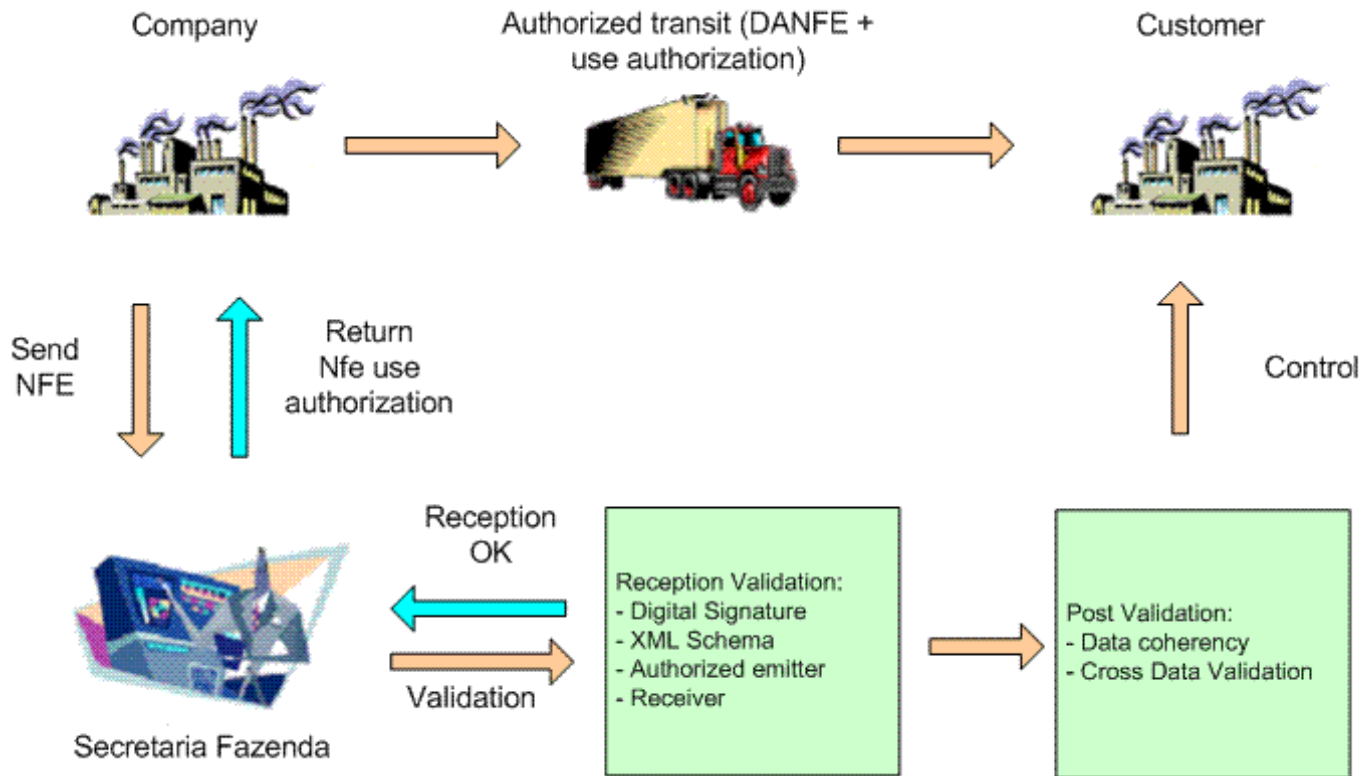 Company
Authorized transit (DANFE +
use authorization)
Customer
Send
NFE
Return
Nfe use
authorization
Control
Reception
OK
Validation
Secretaria Fazenda
Reception Validation:
- Digital Signature
- XML Schema
- Authorized emitter
- Receiver
Post Validation:
- Data coherency
- Cross Data Validation